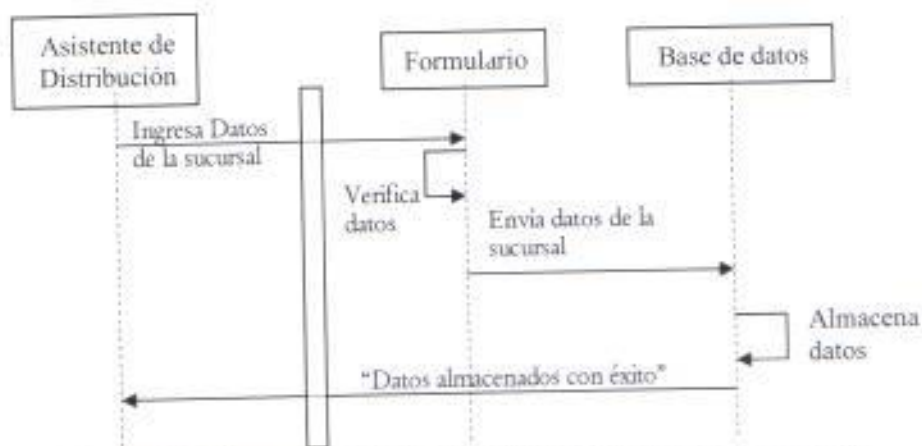 Asistente de
Distribución
Formulario
Base de datos
Ingresa Datos
de la sucursal
Verifica
datos
Envia datos de la
sucursal
Almacena
datos
“Datos almacenados con éxito”